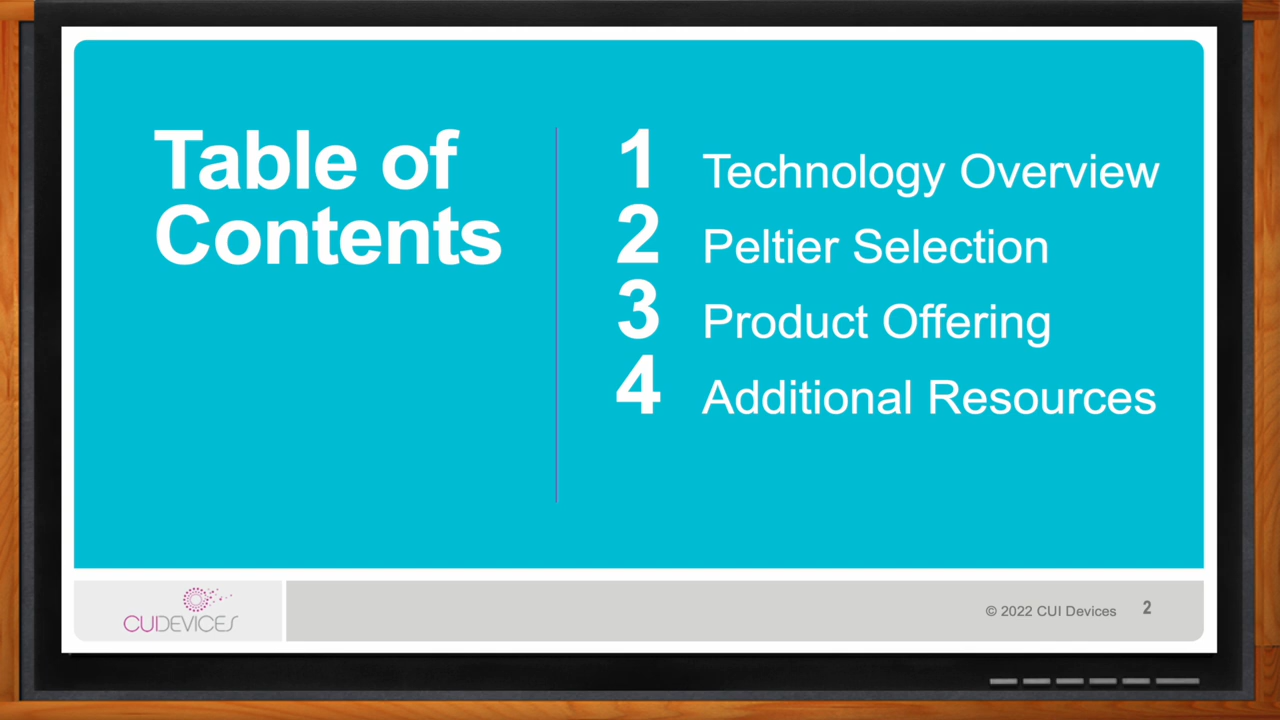 Table of
Contents
1 Technology Overview
2 Peltier Selection
3 Product Offering
4 Additional Resources
CUIDEVICES
© 2022 CUI Devices 2